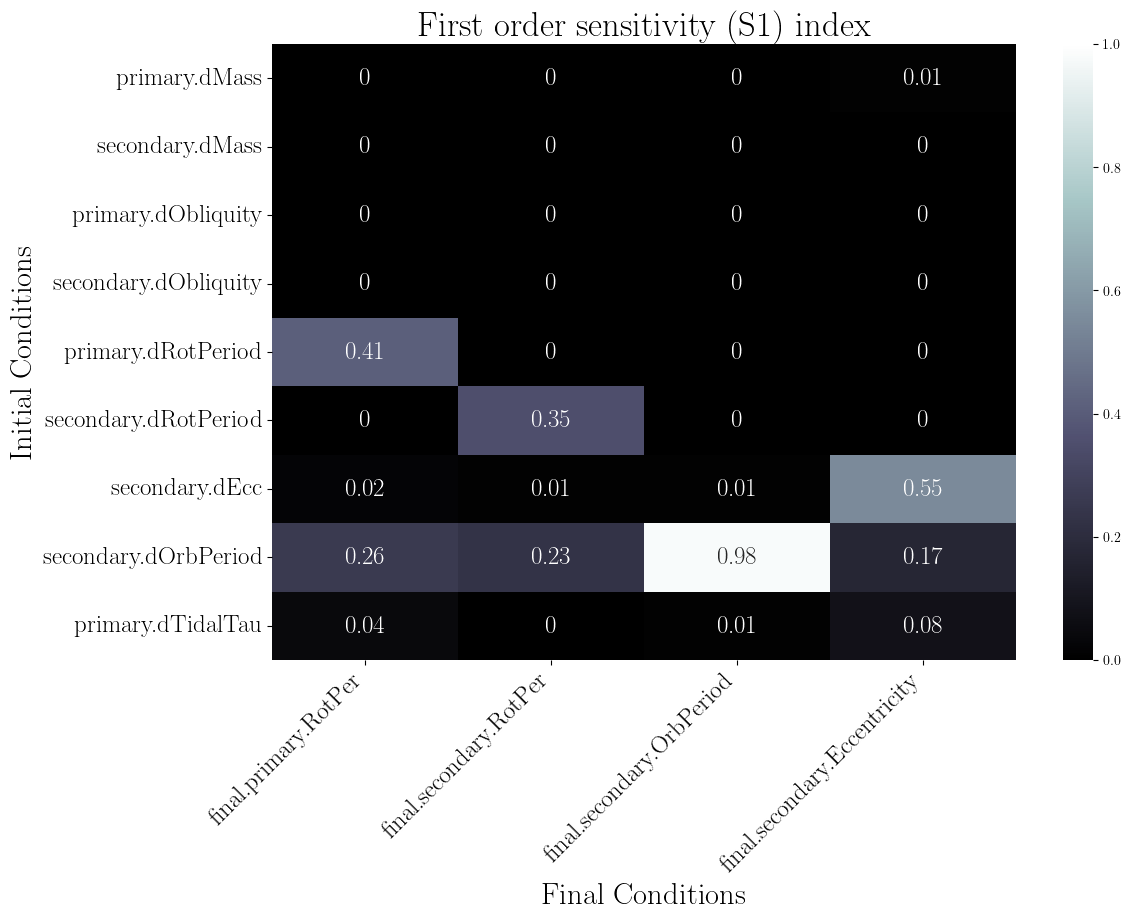 First order sensitivity (S1) index
Initial Conditions
primary.dMass 0 0 0 0.01
secondary.dMass 0 0 0 0
primary.dObliquity 0 0 0 0
secondary.dObliquity 0 0 0 0
primary.dRotPeriod 0.41 0 0 0
secondary.dRotPeriod 0 0.35 0 0
secondary.dEcc 0.02 0.01 0.01 0.55
secondary.dOrbPeriod 0.26 0.23 0.98 0.17
primary.dTidalTau 0.04 0 0.01 0.08
final.primary.RotPer
final.secondary.RotPer
final.secondary.OrbPeriod
final.secondary.Eccentricity
Final Conditions
1.0
0.8
0.6
0.4
0.2
0.0